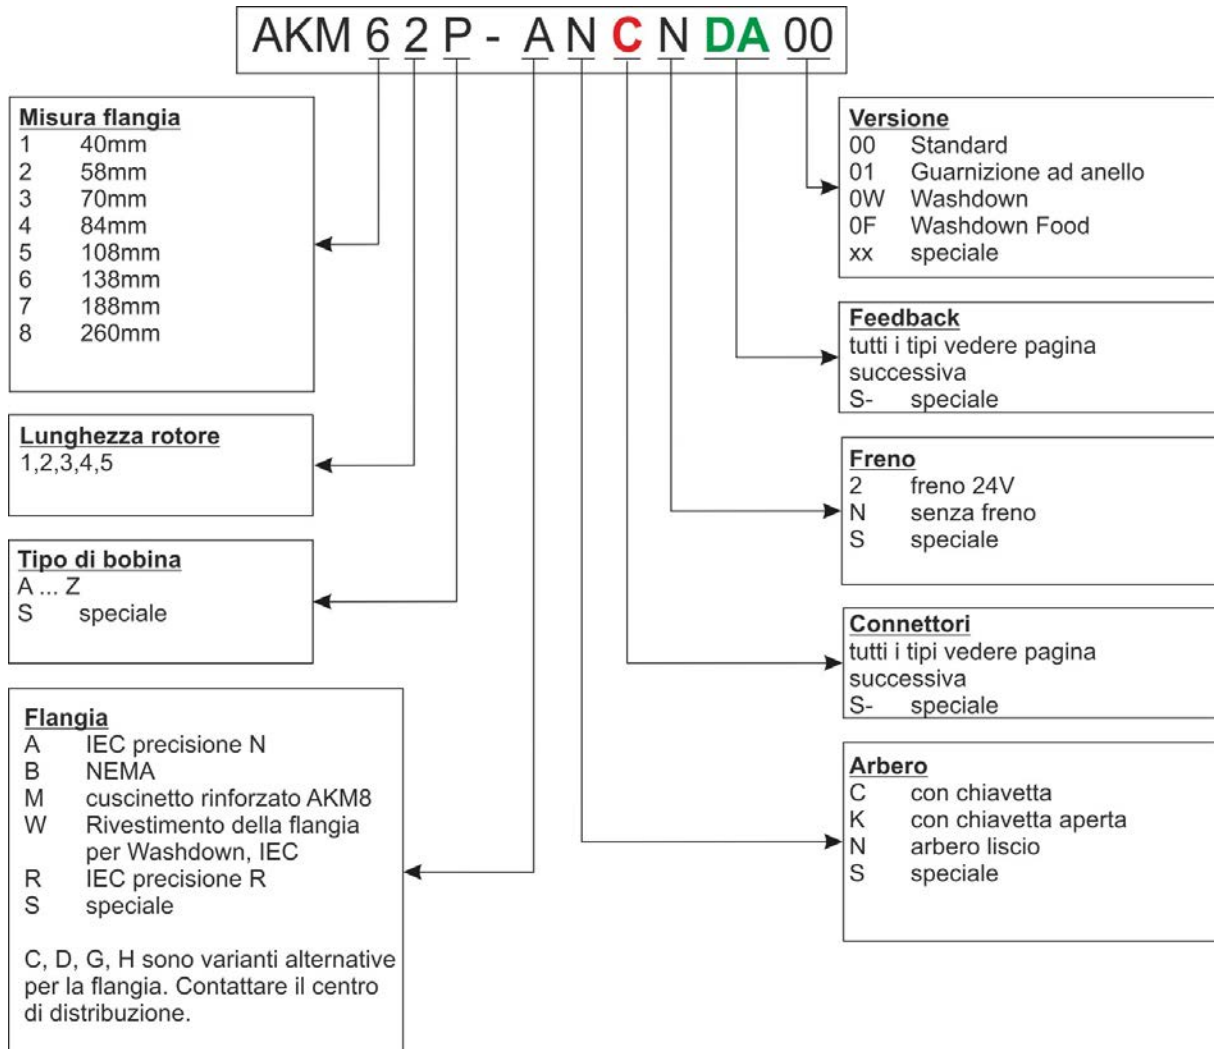 AKM 6 2 P - A N C N DA 00
Misura flangia
1 40mm
2 58mm
3 70mm
4 84mm
5 108mm
6 138mm
7 188mm
8 260mm
Lunghezza rotore
1,2,3,4,5
Tipo di bobina
A ... Z
S speciale
Flangia
A IEC precisione N
B NEMA
M cuscinetto rinforzato AKM8
W Rivestimento della flangia
per Washdown, IEC
R IEC precisione R
S speciale
C, D, G, H sono varianti alternative
per la flangia. Contattare il centro
di distribuzione.
Versione
00 Standard
01 Guarnizione ad anello
0W Washdown
0F Washdown Food
xx speciale
Feedback
tutti i tipi vedere pagina
successiva
S- speciale
Freno
2 freno 24V
N senza freno
S speciale
Connettori
tutti i tipi vedere pagina
successiva
S- speciale
Arbero
C con chiavetta
K con chiavetta aperta
N arbero liscio
S speciale